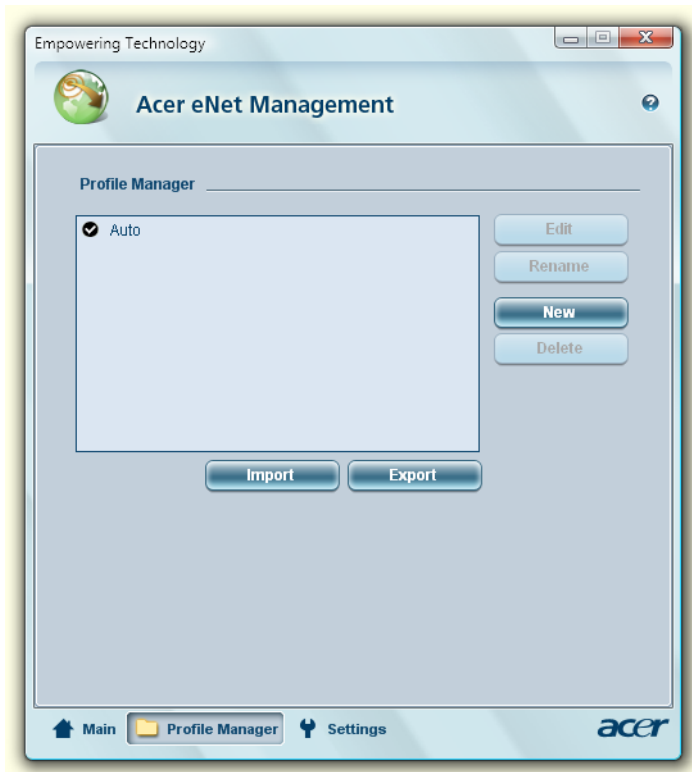 Empowering Technology
Acer eNet Management
Profile Manager
Auto
Edit
Rename
New
Delete
Import Export
Main Profile Manager Settings acer